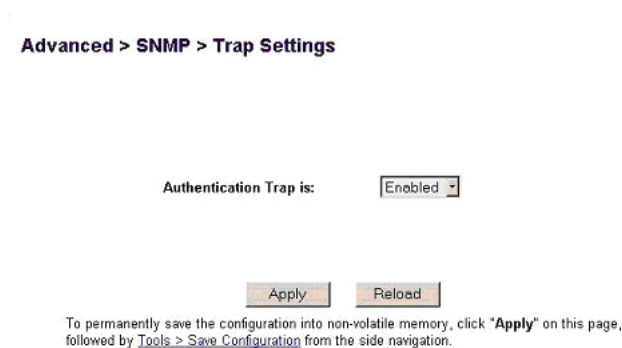 Advanced > SNMP > Trap Settings
Authentication Trap is: Enabled
Apply Reload
To permanently save the configuration into non-volatile memory, click "Apply" on this page,
followed by Tools > Save Configuration from the side navigation.